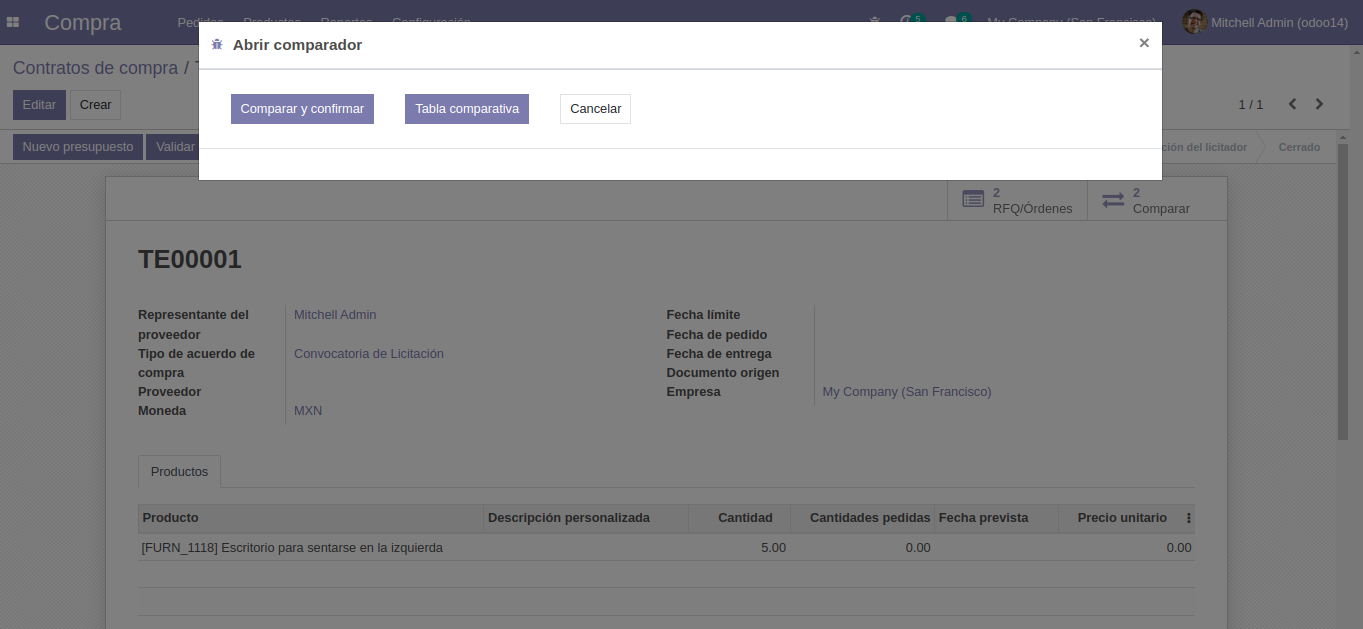 Compra
Pedidos Productos Reportes Configuración
5 6 My Company (San Francisco) Mitchell Admin (odoo14)
Abrir comparador ×
Contratos de compra /
Editar Crear
1 / 1
Comparar y confirmar Tabla comparativa Cancelar
Nuevo presupuesto Validar
ción del licitador Cerrado
2
RFQ/Órdenes
2
Comparar
TE00001
Representante del proveedor Mitchell Admin
Tipo de acuerdo de compra Convocatoria de Licitación
Proveedor
Moneda MXN
Fecha límite
Fecha de pedido
Fecha de entrega
Documento origen
Empresa My Company (San Francisco)
Productos
Producto Descripción personalizada Cantidad Cantidades pedidas Fecha prevista Precio unitario
[FURN_1118] Escritorio para sentarse en la izquierda 5.00 0.00 0.00